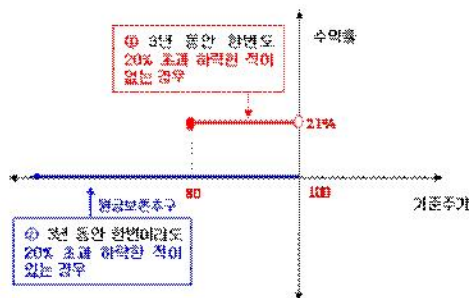 ① 3년 동안 한번도
20% 초과 하락한 적이
없는 경우
수익률
21%
80
100
기준주가
원금보존추구
② 3년 동안 한번이라도
20% 초과 하락한 적이
있는 경우